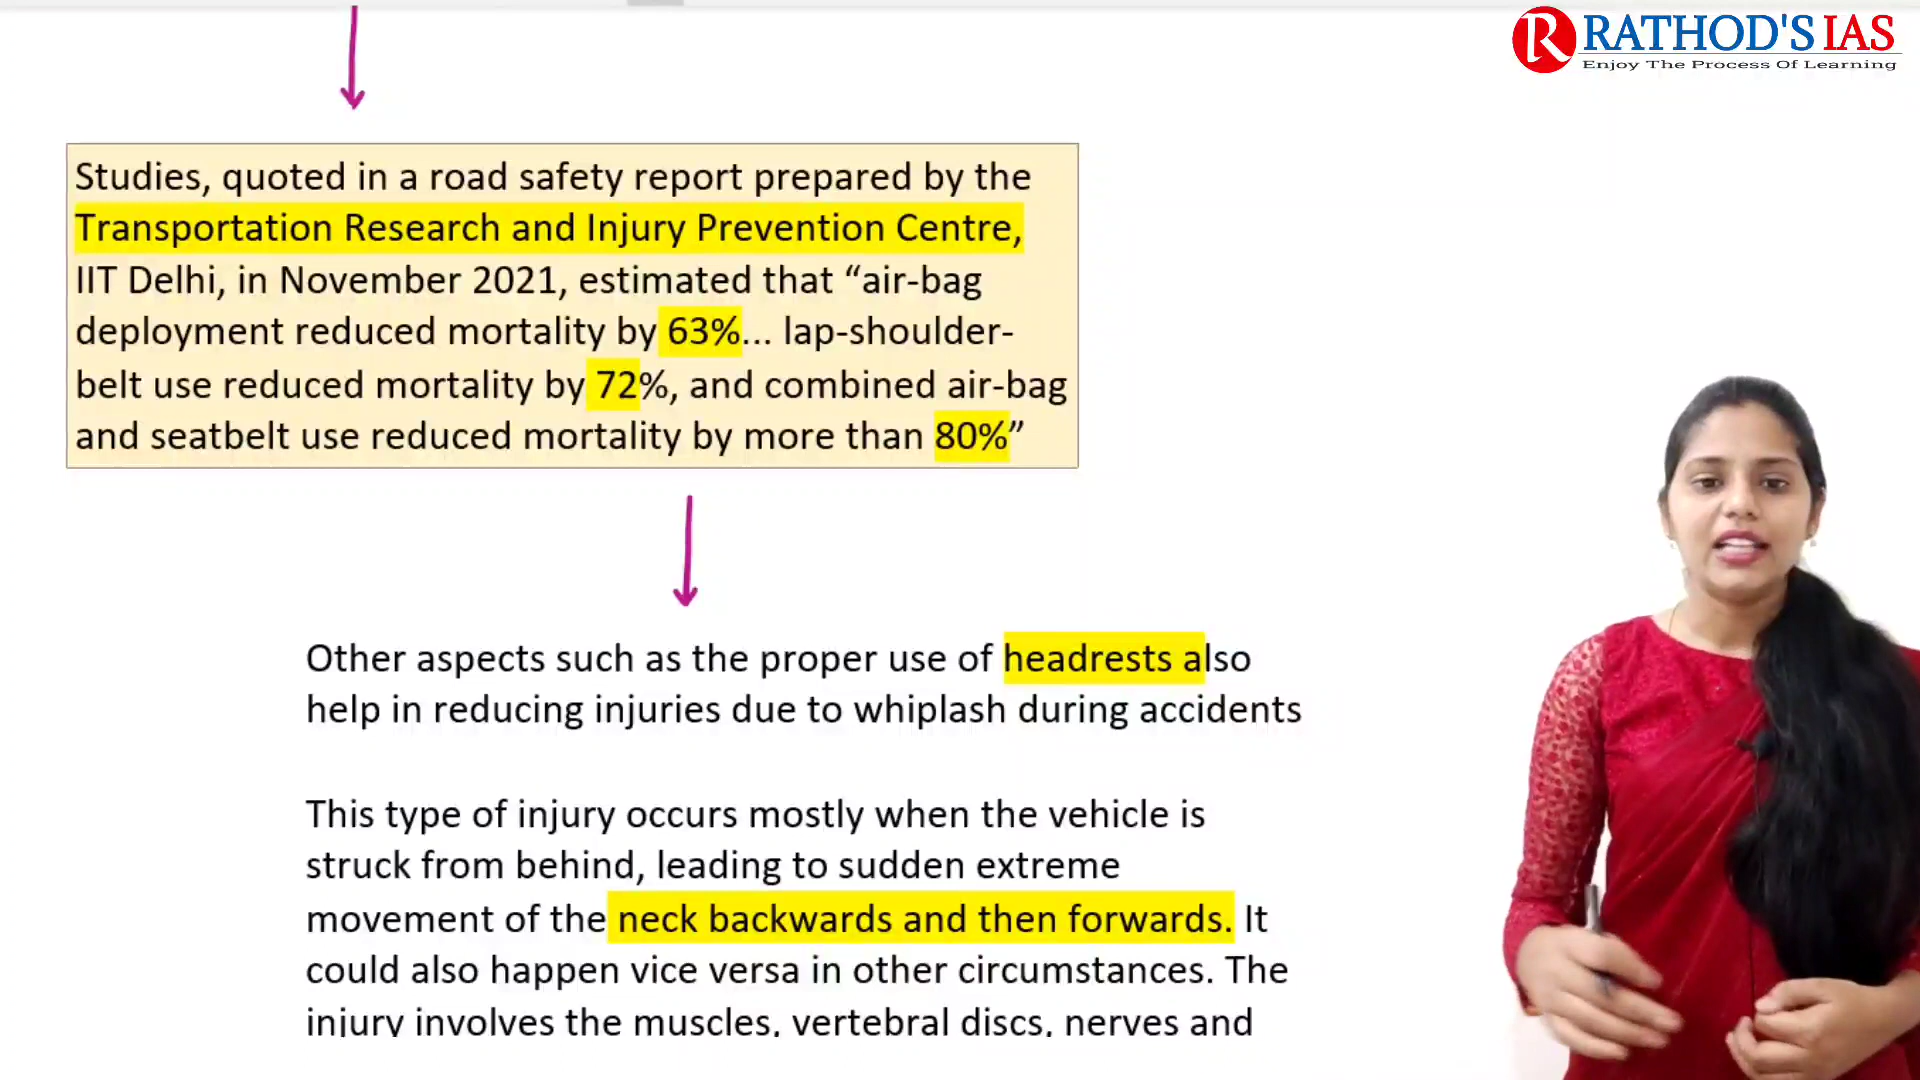 RATHOD'S IAS
Enjoy The Process Of Learning
Studies, quoted in a road safety report prepared by the
Transportation Research and Injury Prevention Centre,
IIT Delhi, in November 2021, estimated that “air-bag
deployment reduced mortality by 63%... lap-shoulder-
belt use reduced mortality by 72%, and combined air-bag
and seatbelt use reduced mortality by more than 80%”
Other aspects such as the proper use of headrests also
help in reducing injuries due to whiplash during accidents
This type of injury occurs mostly when the vehicle is
struck from behind, leading to sudden extreme
movement of the neck backwards and then forwards. It
could also happen vice versa in other circumstances. The
injury involves the muscles, vertebral discs, nerves and